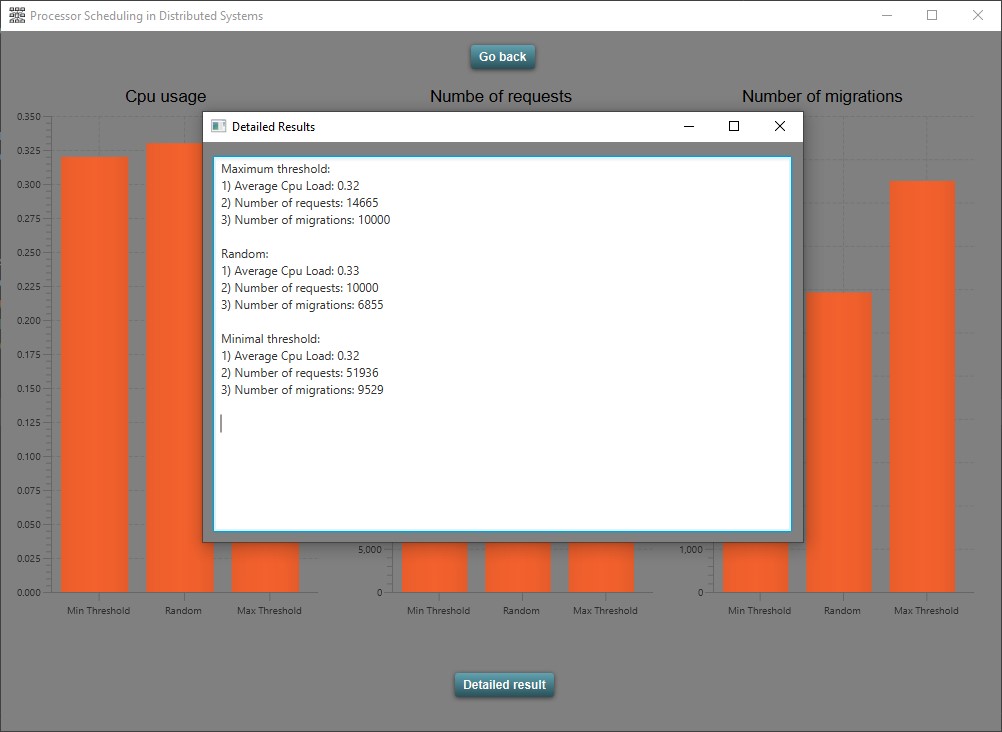 Processor Scheduling in Distributed Systems
Go back
Cpu usage
Numbe of requests
Number of migrations
Detailed Results
Maximum threshold:
1) Average Cpu Load: 0.32
2) Number of requests: 14665
3) Number of migrations: 10000
Random:
1) Average Cpu Load: 0.33
2) Number of requests: 10000
3) Number of migrations: 6855
Minimal threshold:
1) Average Cpu Load: 0.32
2) Number of requests: 51936
3) Number of migrations: 9529
0.350
0.325
0.300
0.275
0.250
0.225
0.200
0.175
0.150
0.125
0.100
0.075
0.050
0.025
0.000
Min Threshold Random Max Threshold
5,000
0
Min Threshold Random Max Threshold
1,000
0
Min Threshold Random Max Threshold
Detailed result